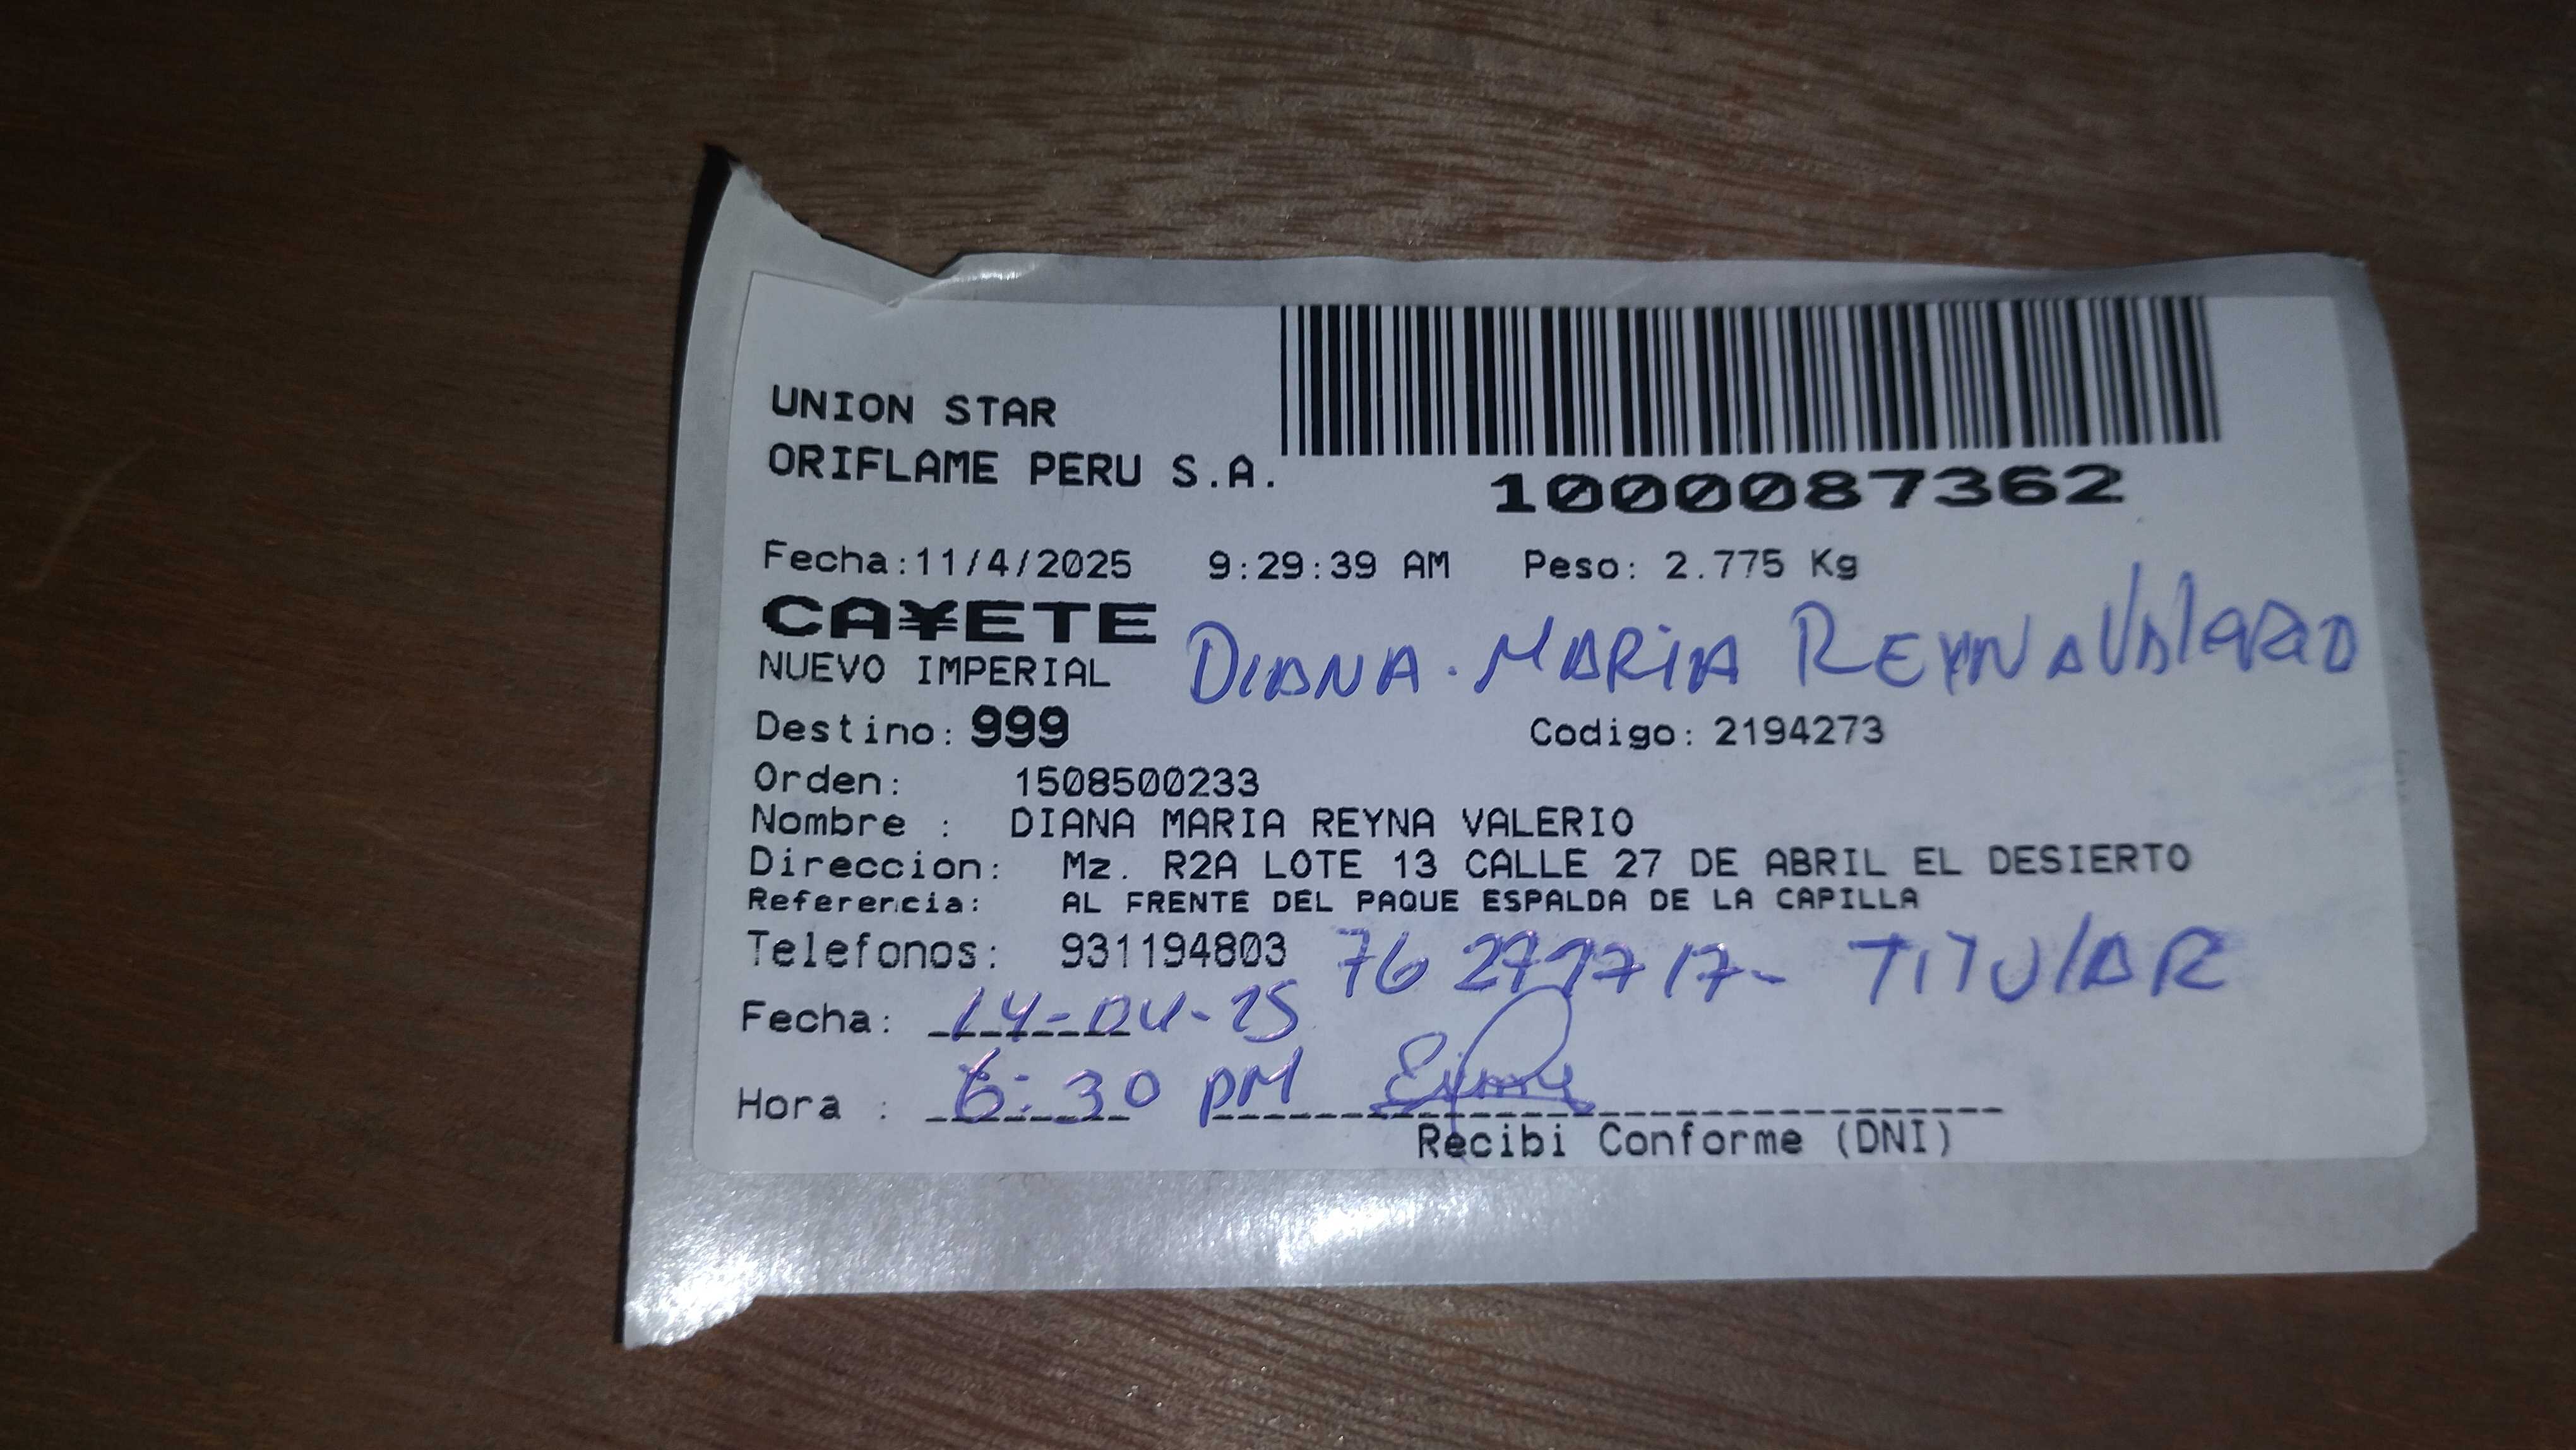 UNION STAR
ORIFLAME PERU S.A.
1000087362
Fecha:11/4/2025 9:29:39 AM Peso: 2.775 Kg
CA¥ETE
NUEVO IMPERIAL DIANA. MARiA REYNA VAleRio
Destino: 999 Codigo: 2194273
Orden: 1508500233
Nombre : DIANA MARIA REYNA VALERIO
Direccion: Mz. R2A LOTE 13 CALLE 27 DE ABRIL EL DESIERTO
Referencia: AL FRENTE DEL PAQUE ESPALDA DE LA CAPILLA
Telefonos: 931194803 TITUlAR
Fecha: 14-04-25
Hora : 6:30 pM
Recibi Conforme (DNI)